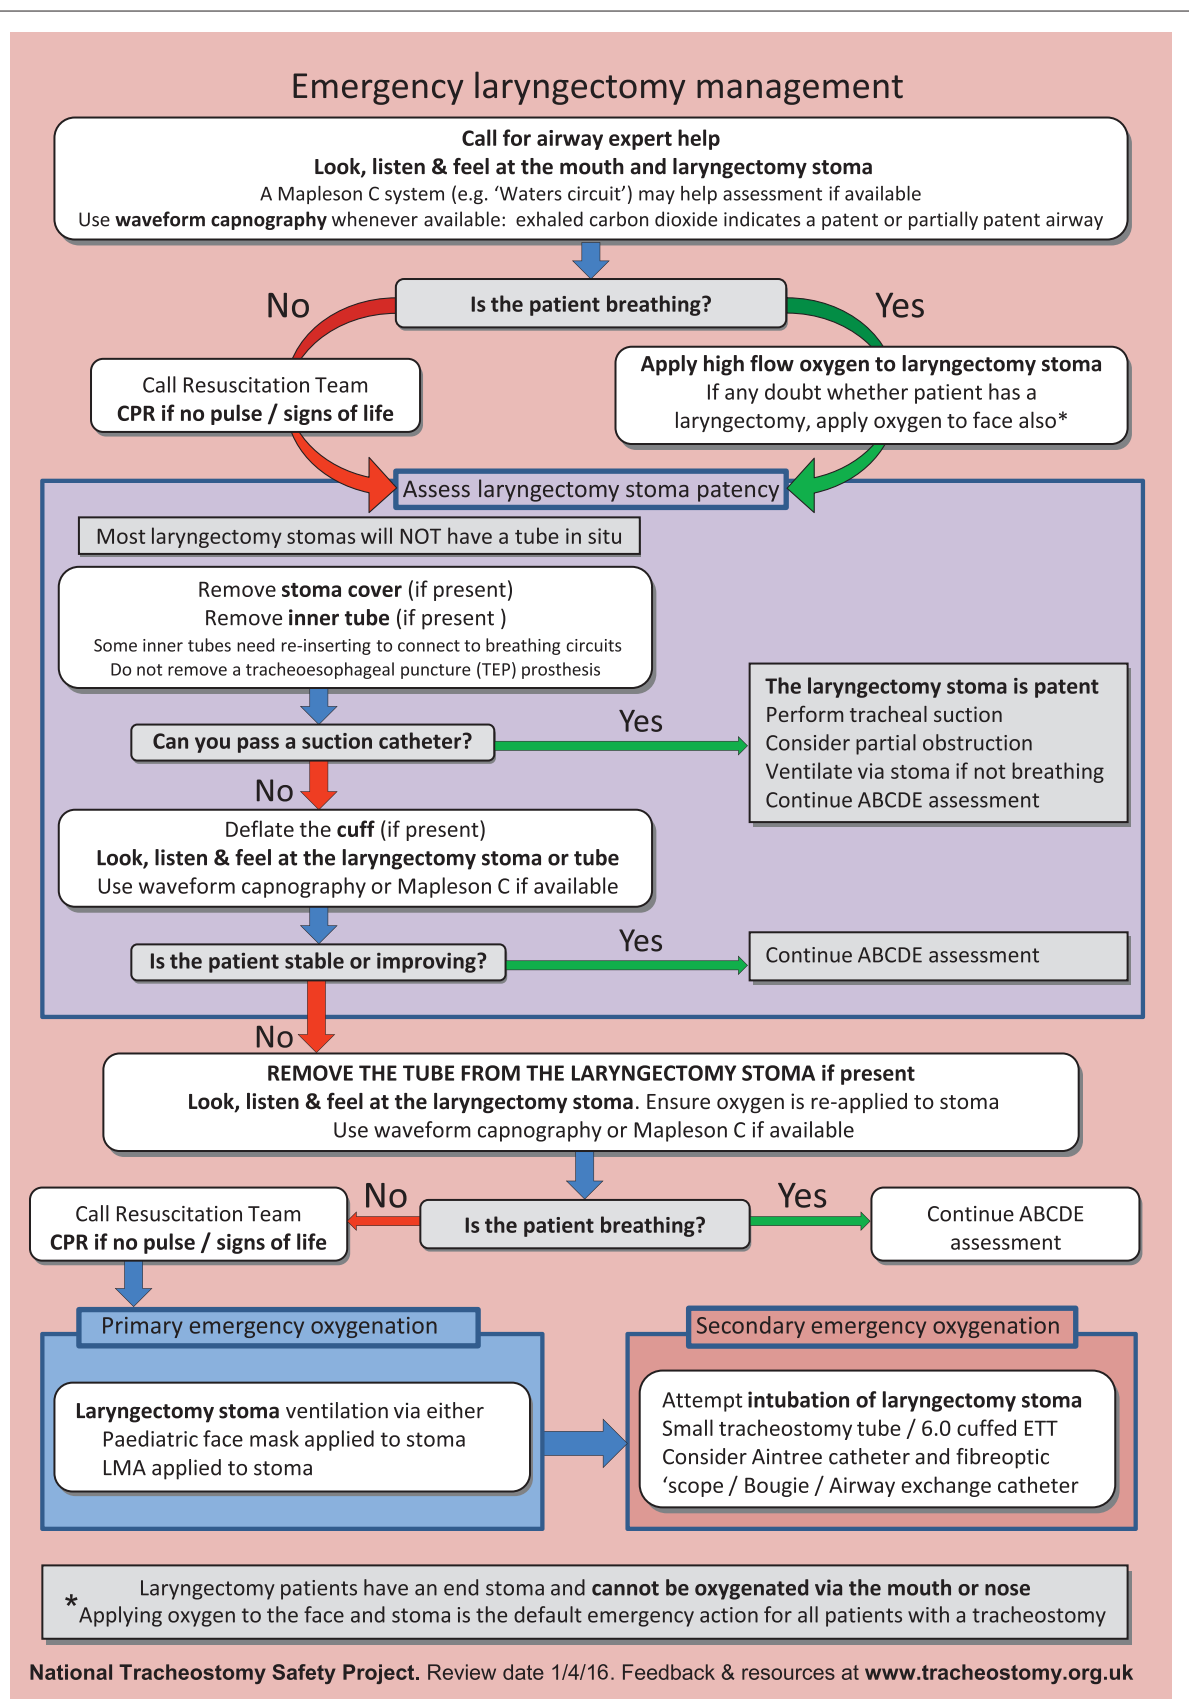 Emergency laryngectomy management
Call for airway expert help
Look, listen & feel at the mouth and laryngectomy stoma
A Mapleson C system (e.g. ‘Waters circuit’) may help assessment if available
Use waveform capnography whenever available: exhaled carbon dioxide indicates a patent or partially patent airway
No
Is the patient breathing?
Yes
Call Resuscitation Team
CPR if no pulse / signs of life
Apply high flow oxygen to laryngectomy stoma
If any doubt whether patient has a
laryngectomy, apply oxygen to face also*
Assess laryngectomy stoma patency
Most laryngectomy stomas will NOT have a tube in situ
Remove stoma cover (if present)
Remove inner tube (if present )
Some inner tubes need re-inserting to connect to breathing circuits
Do not remove a tracheoesophageal puncture (TEP) prosthesis
Can you pass a suction catheter?
Yes
The laryngectomy stoma is patent
Perform tracheal suction
Consider partial obstruction
Ventilate via stoma if not breathing
Continue ABCDE assessment
No
Deflate the cuff (if present)
Look, listen & feel at the laryngectomy stoma or tube
Use waveform capnography or Mapleson C if available
Is the patient stable or improving?
Yes
Continue ABCDE assessment
No
REMOVE THE TUBE FROM THE LARYNGECTOMY STOMA if present
Look, listen & feel at the laryngectomy stoma. Ensure oxygen is re-applied to stoma
Use waveform capnography or Mapleson C if available
Call Resuscitation Team
CPR if no pulse / signs of life
No
Is the patient breathing?
Yes
Continue ABCDE
assessment
Primary emergency oxygenation
Laryngectomy stoma ventilation via either
Paediatric face mask applied to stoma
LMA applied to stoma
Secondary emergency oxygenation
Attempt intubation of laryngectomy stoma
Small tracheostomy tube / 6.0 cuffed ETT
Consider Aintree catheter and fibreoptic
‘scope / Bougie / Airway exchange catheter
Laryngectomy patients have an end stoma and cannot be oxygenated via the mouth or nose
*Applying oxygen to the face and stoma is the default emergency action for all patients with a tracheostomy
National Tracheostomy Safety Project. Review date 1/4/16. Feedback & resources at www.tracheostomy.org.uk